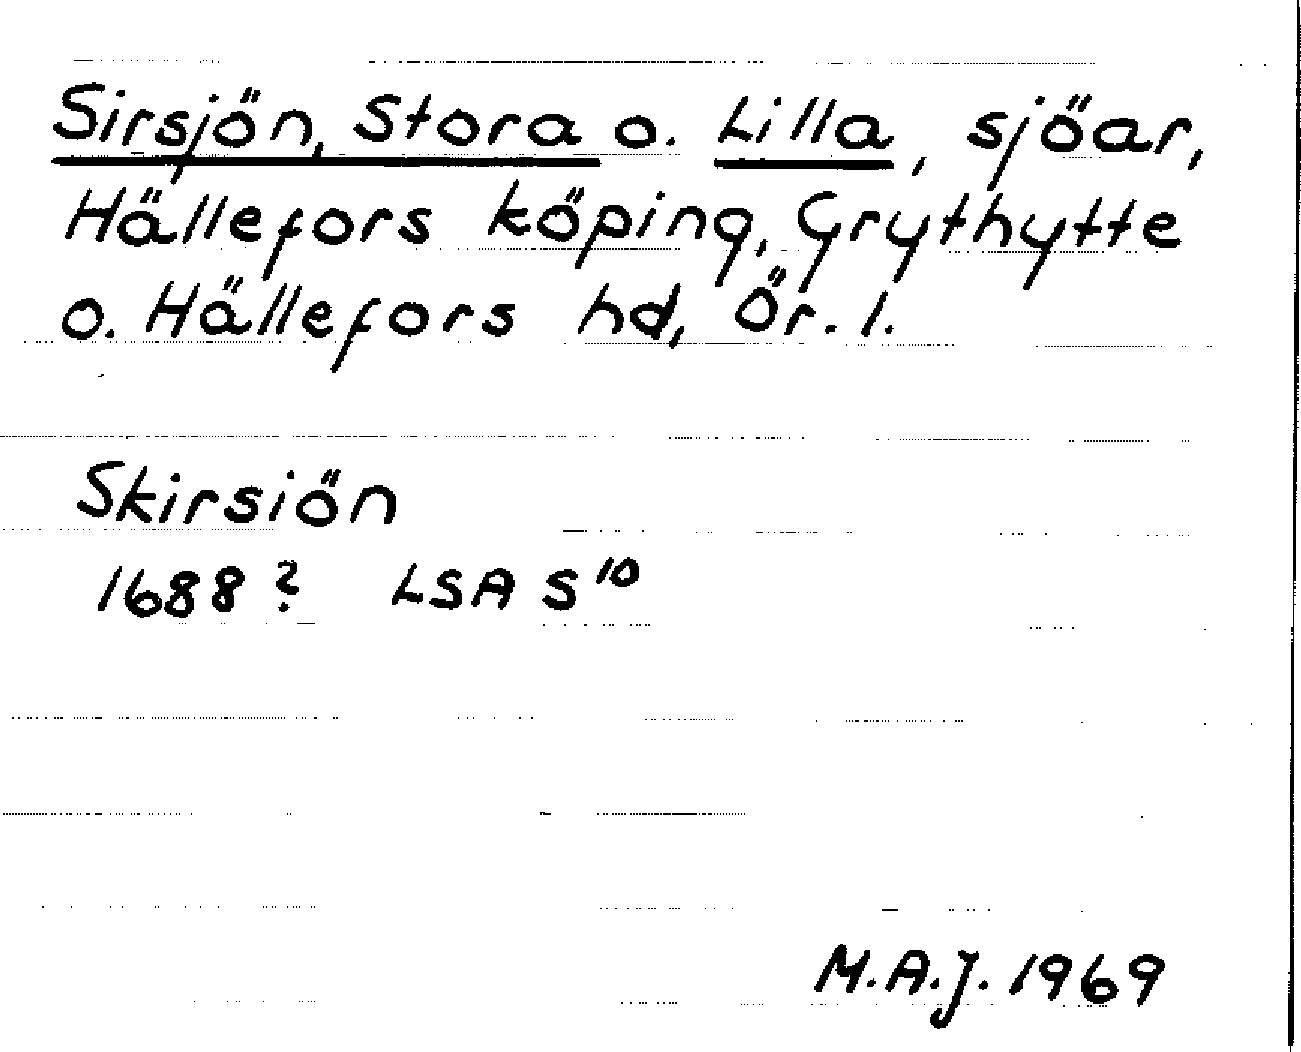 Sirsjön, Stora o. Lilla, sjöar,
Hällefors köping, Grythytte
o. Hällefors hd, Ör. l.
Skirsiön
1688? LSA S¹⁰
M.A.J. 1969